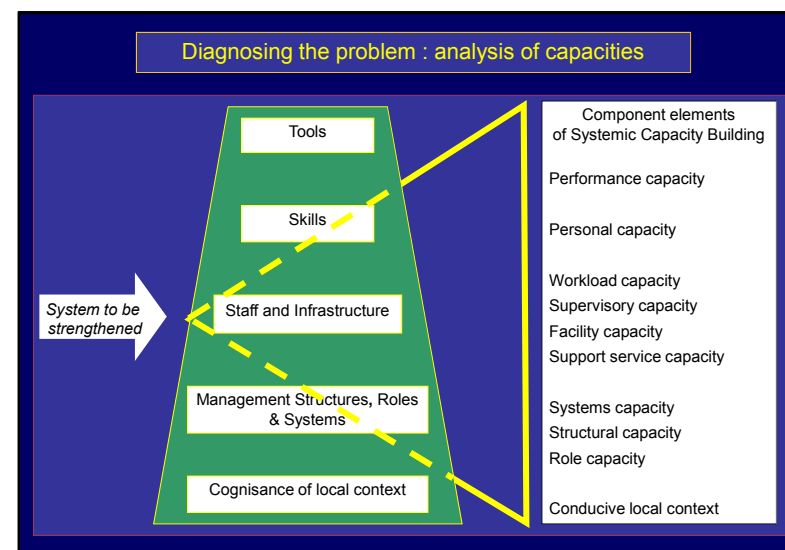 Diagnosing the problem : analysis of capacities
Tools
Skills
Staff and Infrastructure
Management Structures, Roles
& Systems
Cognisance of local context
System to be
strengthened
Component elements
of Systemic Capacity Building
Performance capacity
Personal capacity
Workload capacity
Supervisory capacity
Facility capacity
Support service capacity
Systems capacity
Structural capacity
Role capacity
Conducive local context